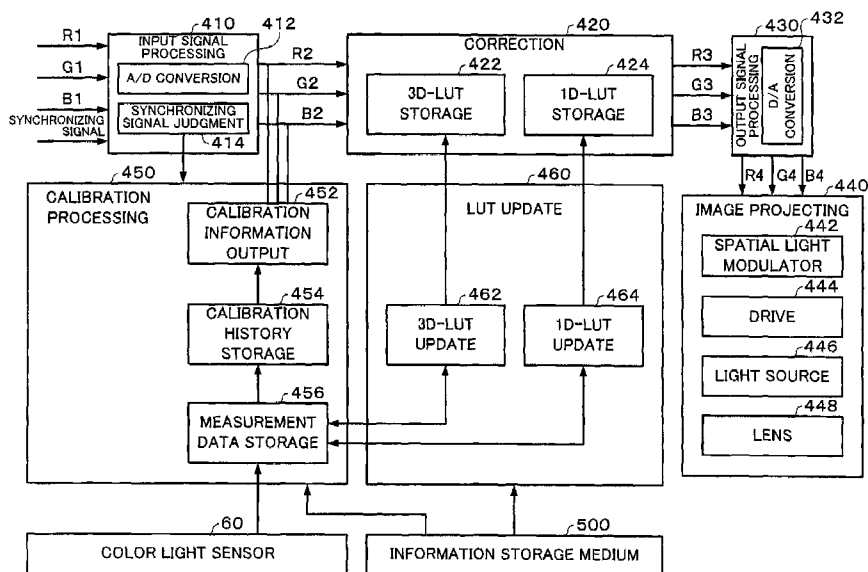 410
412
420
430
432
R1
INPUT SIGNAL
PROCESSING
R2
CORRECTION
R3
422
424
G1
A/D CONVERSION
G2
3D-LUT
STORAGE
1D-LUT
STORAGE
G3
OUTPUT SIGNAL
PROCESSING
D/A
CONVERSION
B1
SYNCHRONIZING
SIGNAL
SYNCHRONIZING
SIGNAL JUDGMENT
B2
B3
414
R4
G4
B4
450
460
440
CALIBRATION
PROCESSING
452
CALIBRATION
INFORMATION
OUTPUT
LUT UPDATE
IMAGE PROJECTING
442
SPATIAL LIGHT
MODULATOR
454
CALIBRATION
HISTORY
STORAGE
462
3D-LUT
UPDATE
464
1D-LUT
UPDATE
444
DRIVE
446
LIGHT SOURCE
456
MEASUREMENT
DATA STORAGE
448
LENS
60
COLOR LIGHT SENSOR
500
INFORMATION STORAGE MEDIUM